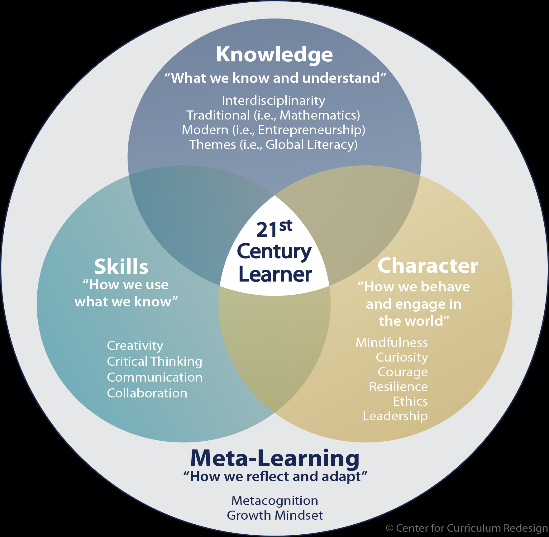 Knowledge
“What we know and understand”
Interdisciplinarity
Traditional (i.e., Mathematics)
Modern (i.e., Entrepreneurship)
Themes (i.e., Global Literacy)
21st
Century
Learner
Skills
“How we use
what we know”
Creativity
Critical Thinking
Communication
Collaboration
Character
“How we behave
and engage in
the world”
Mindfulness
Curiosity
Courage
Resilience
Ethics
Leadership
Meta-Learning
“How we reflect and adapt”
Metacognition
Growth Mindset
© Center for Curriculum Redesign